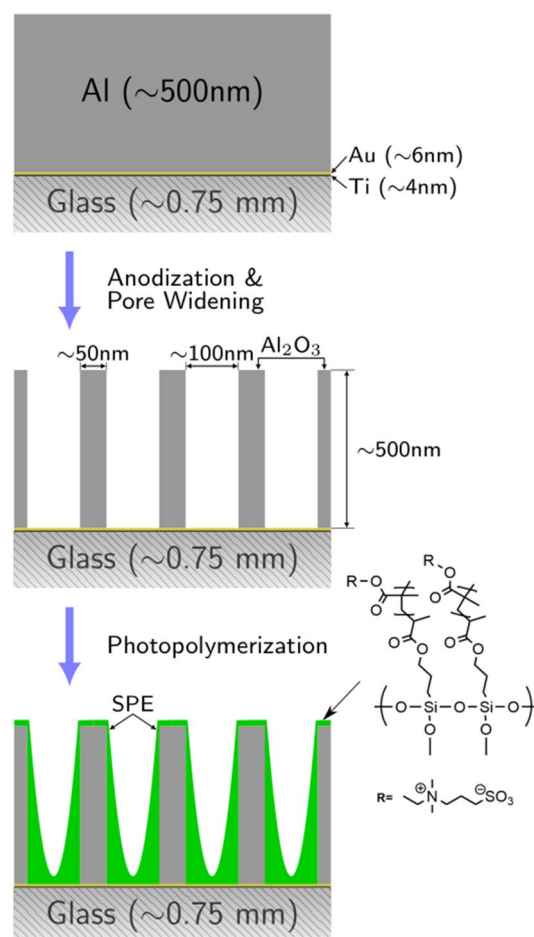 Al (~500nm)
Au (~6nm)
Ti (~4nm)
Glass (~0.75 mm)
Anodization &
Pore Widening
~50nm
~100nm
Al₂O₃
~500nm
Glass (~0.75 mm)
Photopolymerization
SPE
R-O
O
O
O
R-O
O
O
O
O
O
Si
O
Si
O
R=
⊕
N
⊖
SO₃
Glass (~0.75 mm)